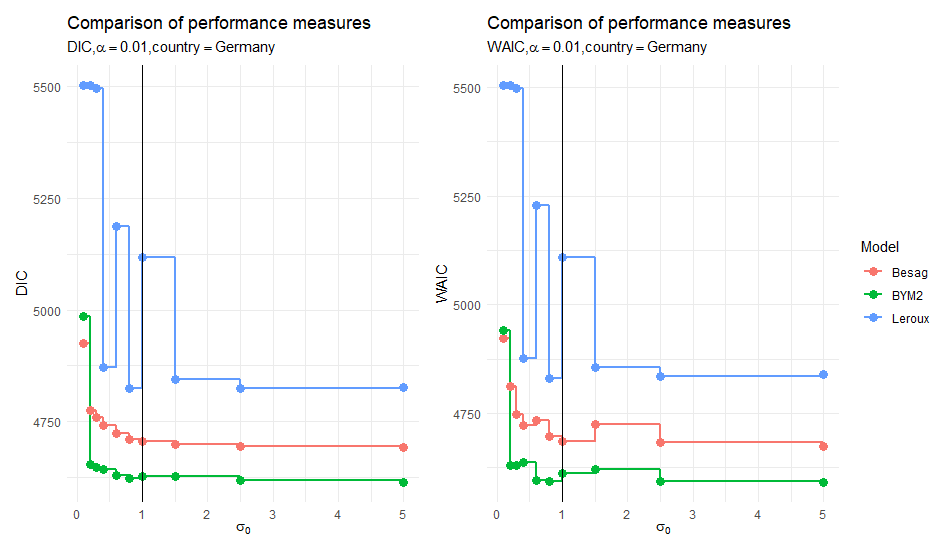 Comparison of performance measures
DIC,α = 0.01,country = Germany
DIC
5500
5250
5000
4750
0 1 2 3 4 5
σ0
Comparison of performance measures
WAIC,α = 0.01,country = Germany
WAIC
5500
5250
5000
4750
0 1 2 3 4 5
σ0
Model
Besag
BYM2
Leroux